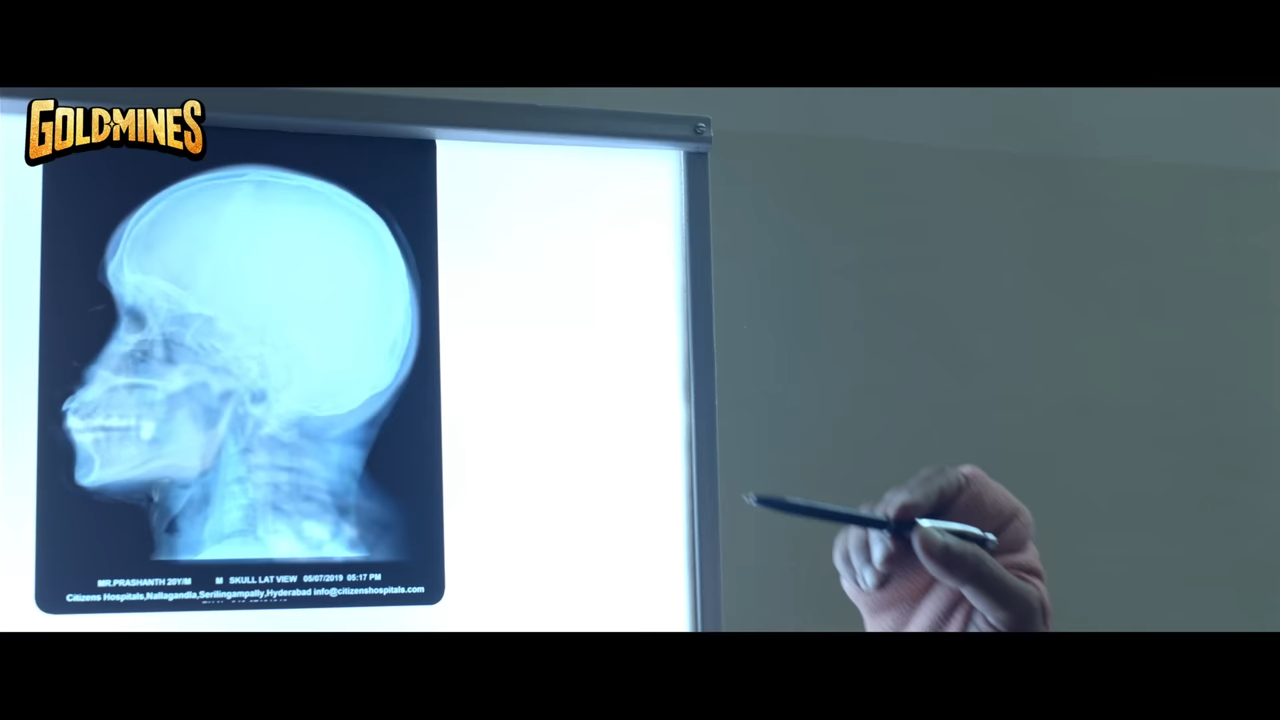 GOLDMINES
MR.PRASHANTH 20Y/M M SKULL LAT VIEW 05/07/2019 05:17 PM
Citizens Hospitals,Nallagandla,Serilingampally,Hyderabad info@citizenshospitals.com